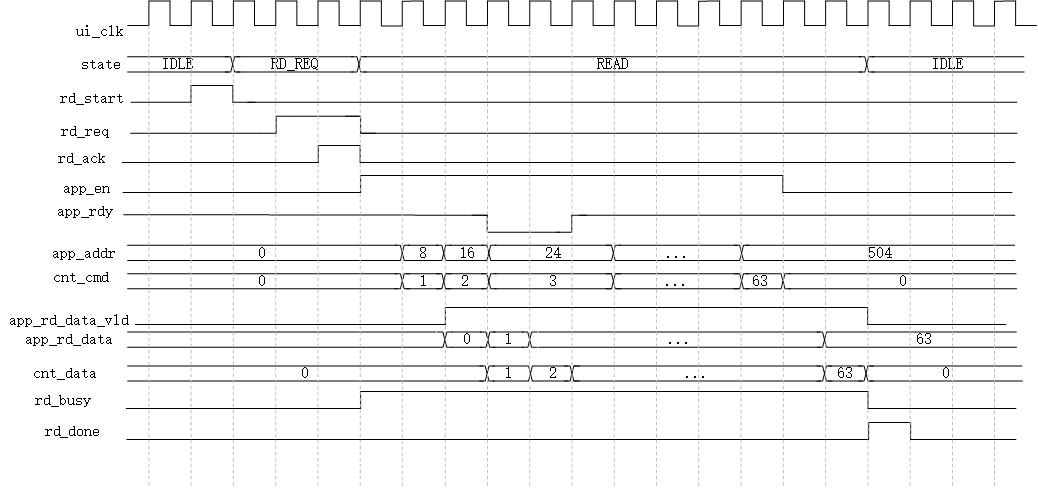 ui_clk
state IDLE RD_REQ READ IDLE
rd_start
rd_req
rd_ack
app_en
app_rdy
app_addr 0 8 16 24 ... 504
cnt_cmd 0 1 2 3 ... 63 0
app_rd_data_vld
app_rd_data 0 1 ... 63
cnt_data 0 1 2 ... 63 0
rd_busy
rd_done